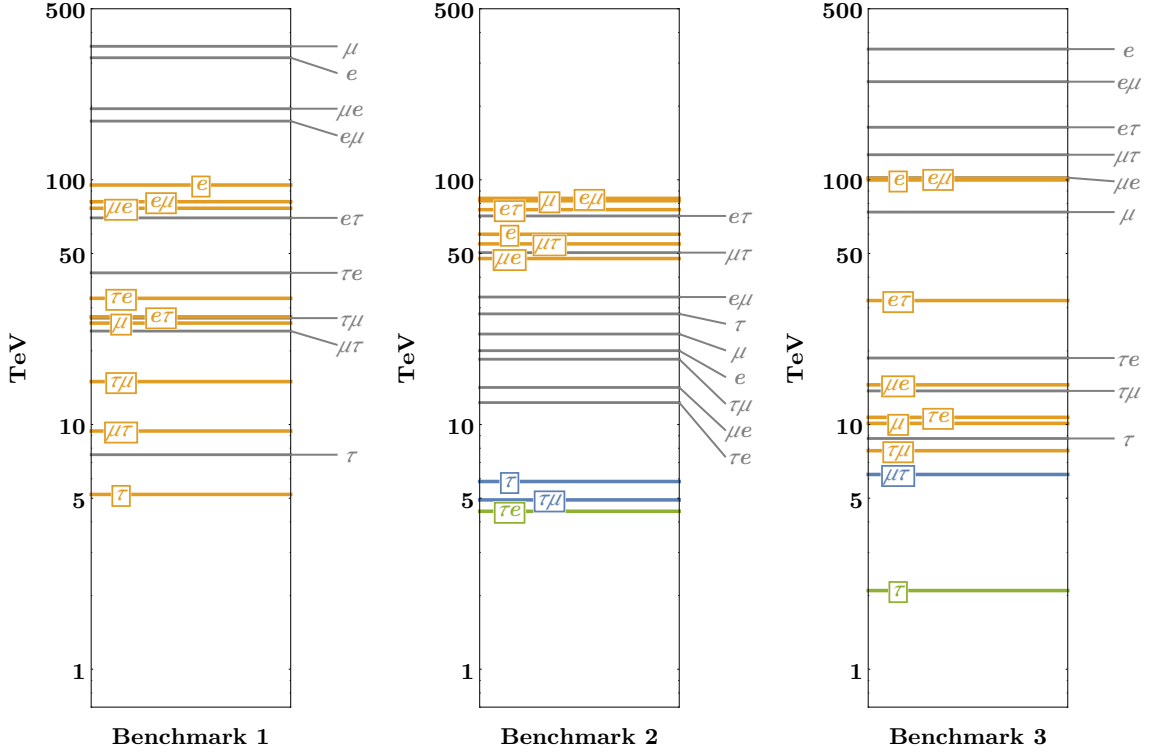 500
100
50
10
5
1
TeV
μ
e
μe
eμ
e
eμ
μe
eτ
τe
τe
eτ
μ
τμ
μτ
τμ
μτ
τ
τ
Benchmark 1
500
100
50
10
5
1
TeV
eμ
μ
eτ
eτ
e
μτ
μτ
μe
eμ
τ
μ
e
τμ
μe
τe
τ
τμ
τe
Benchmark 2
500
100
50
10
5
1
TeV
e
eμ
eτ
μτ
e
eμ
μe
μ
eτ
τe
μe
τμ
τe
μ
τ
τμ
μτ
τ
Benchmark 3